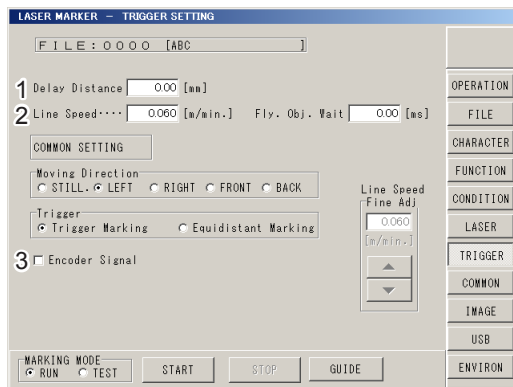 LASER MARKER − TRIGGER SETTING
FILE:0000 [ABC ]
1 Delay Distance 0.00 [mm]
2 Line Speed···· 0.060 [m/min.] Fly. Obj. Wait 0.00 [ms]
COMMON SETTING
Moving Direction
STILL. LEFT RIGHT FRONT BACK
Trigger
Trigger Marking Equidistant Marking
3 Encoder Signal
Line Speed
Fine Adj
0.060
[m/min.]
MARKING MODE
RUN TEST
START STOP GUIDE
OPERATION
FILE
CHARACTER
FUNCTION
CONDITION
LASER
TRIGGER
COMMON
IMAGE
USB
ENVIRON